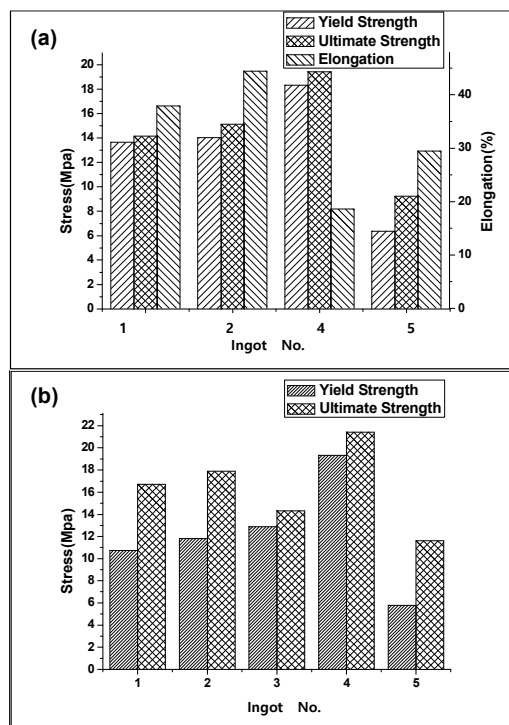 (a)
Yield Strength
Ultimate Strength
Elongation
Stress(Mpa)
20
18
16
14
12
10
8
6
4
2
0
Elongation(%)
40
30
20
10
0
1 2 4 5
Ingot No.
(b)
Yield Strength
Ultimate Strength
Stress(Mpa)
22
20
18
16
14
12
10
8
6
4
2
0
1 2 3 4 5
Ingot No.